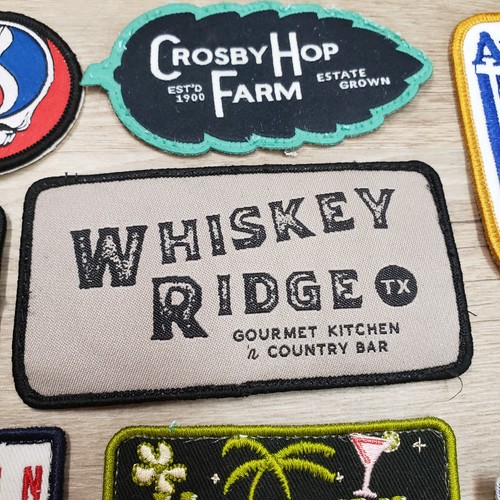 CROSBY HOP
FARM
EST'D
1900
ESTATE
GROWN
WHISKEY
RIDGE TX
GOURMET KITCHEN
'n COUNTRY BAR